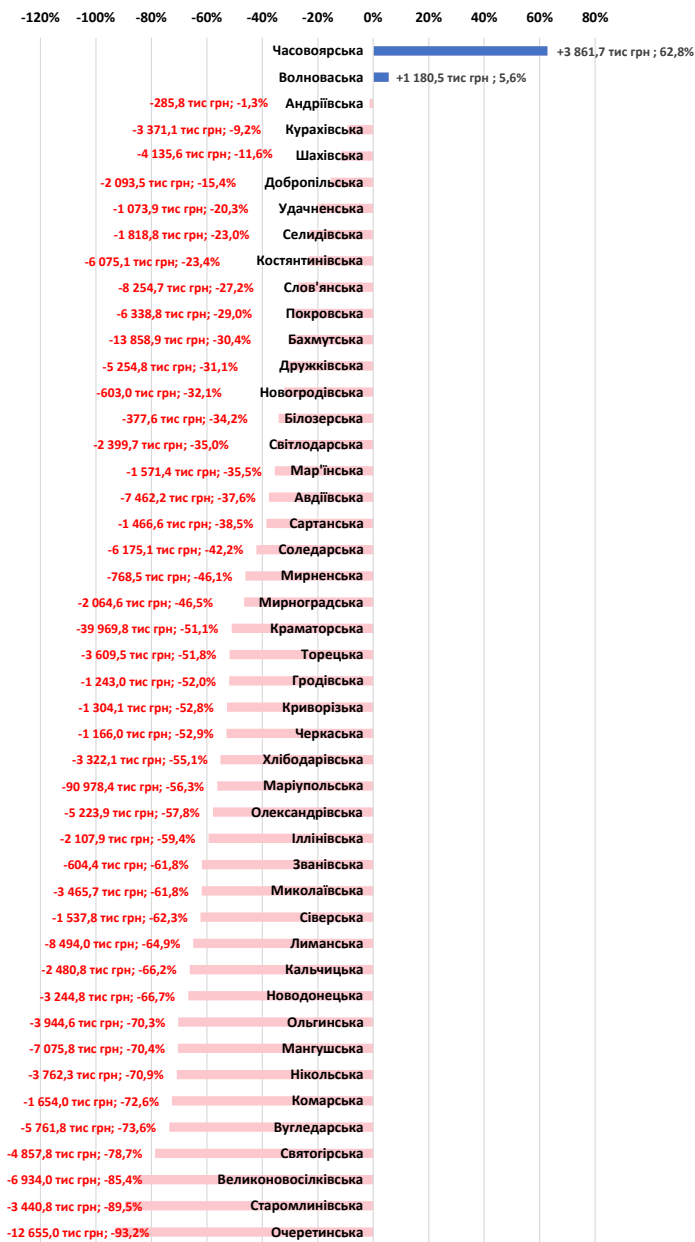 -120% -100% -80% -60% -40% -20% 0% 20% 40% 60% 80%
Часовоярська +3 861,7 тис грн ; 62,8%
Волноваська +1 180,5 тис грн ; 5,6%
-285,8 тис грн; -1,3% Андріївська
-3 371,1 тис грн; -9,2% Курахівська
-4 135,6 тис грн; -11,6% Шахівська
-2 093,5 тис грн; -15,4% Добропільська
-1 073,9 тис грн; -20,3% Удачненська
-1 818,8 тис грн; -23,0% Селидівська
-6 075,1 тис грн; -23,4% Костянтинівська
-8 254,7 тис грн; -27,2% Слов'янська
-6 338,8 тис грн; -29,0% Покровська
-13 858,9 тис грн; -30,4% Бахмутська
-5 254,8 тис грн; -31,1% Дружківська
-603,0 тис грн; -32,1% Новогродівська
-377,6 тис грн; -34,2% Білозерська
-2 399,7 тис грн; -35,0% Світлодарська
-1 571,4 тис грн; -35,5% Мар'їнська
-7 462,2 тис грн; -37,6% Авдіївська
-1 466,6 тис грн; -38,5% Сартанська
-6 175,1 тис грн; -42,2% Соледарська
-768,5 тис грн; -46,1% Мирненська
-2 064,6 тис грн; -46,5% Мирноградська
-39 969,8 тис грн; -51,1% Краматорська
-3 609,5 тис грн; -51,8% Торецька
-1 243,0 тис грн; -52,0% Гродівська
-1 304,1 тис грн; -52,8% Криворізька
-1 166,0 тис грн; -52,9% Черкаська
-3 322,1 тис грн; -55,1% Хлібодарівська
-90 978,4 тис грн; -56,3% Маріупольська
-5 223,9 тис грн; -57,8% Олександрівська
-2 107,9 тис грн; -59,4% Іллінівська
-604,4 тис грн; -61,8% Званівська
-3 465,7 тис грн; -61,8% Миколаївська
-1 537,8 тис грн; -62,3% Сіверська
-8 494,0 тис грн; -64,9% Лиманська
-2 480,8 тис грн; -66,2% Кальчицька
-3 244,8 тис грн; -66,7% Новодонецька
-3 944,6 тис грн; -70,3% Ольгинська
-7 075,8 тис грн; -70,4% Мангушська
-3 762,3 тис грн; -70,9% Нікольська
-1 654,0 тис грн; -72,6% Комарська
-5 761,8 тис грн; -73,6% Вугледарська
-4 857,8 тис грн; -78,7% Святогірська
-6 934,0 тис грн; -85,4% Великоновосілківська
-3 440,8 тис грн; -89,5% Старомлинівська
-12 655,0 тис грн; -93,2% Очеретинська